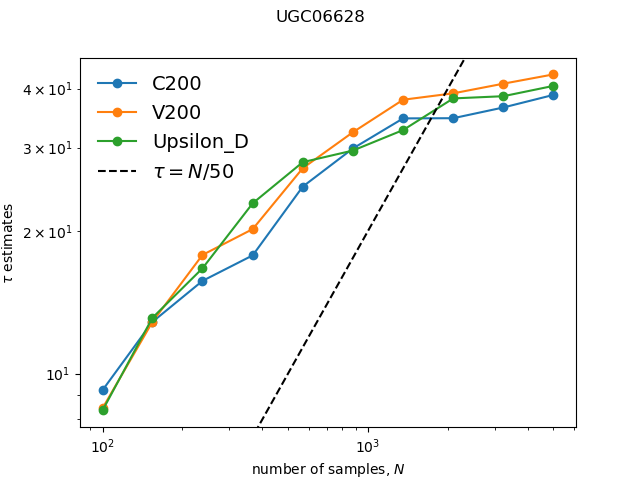 UGC06628
C200
V200
Upsilon_D
τ = N/50
4 × 10¹
3 × 10¹
2 × 10¹
10¹
τ estimates
10² 10³
number of samples, N